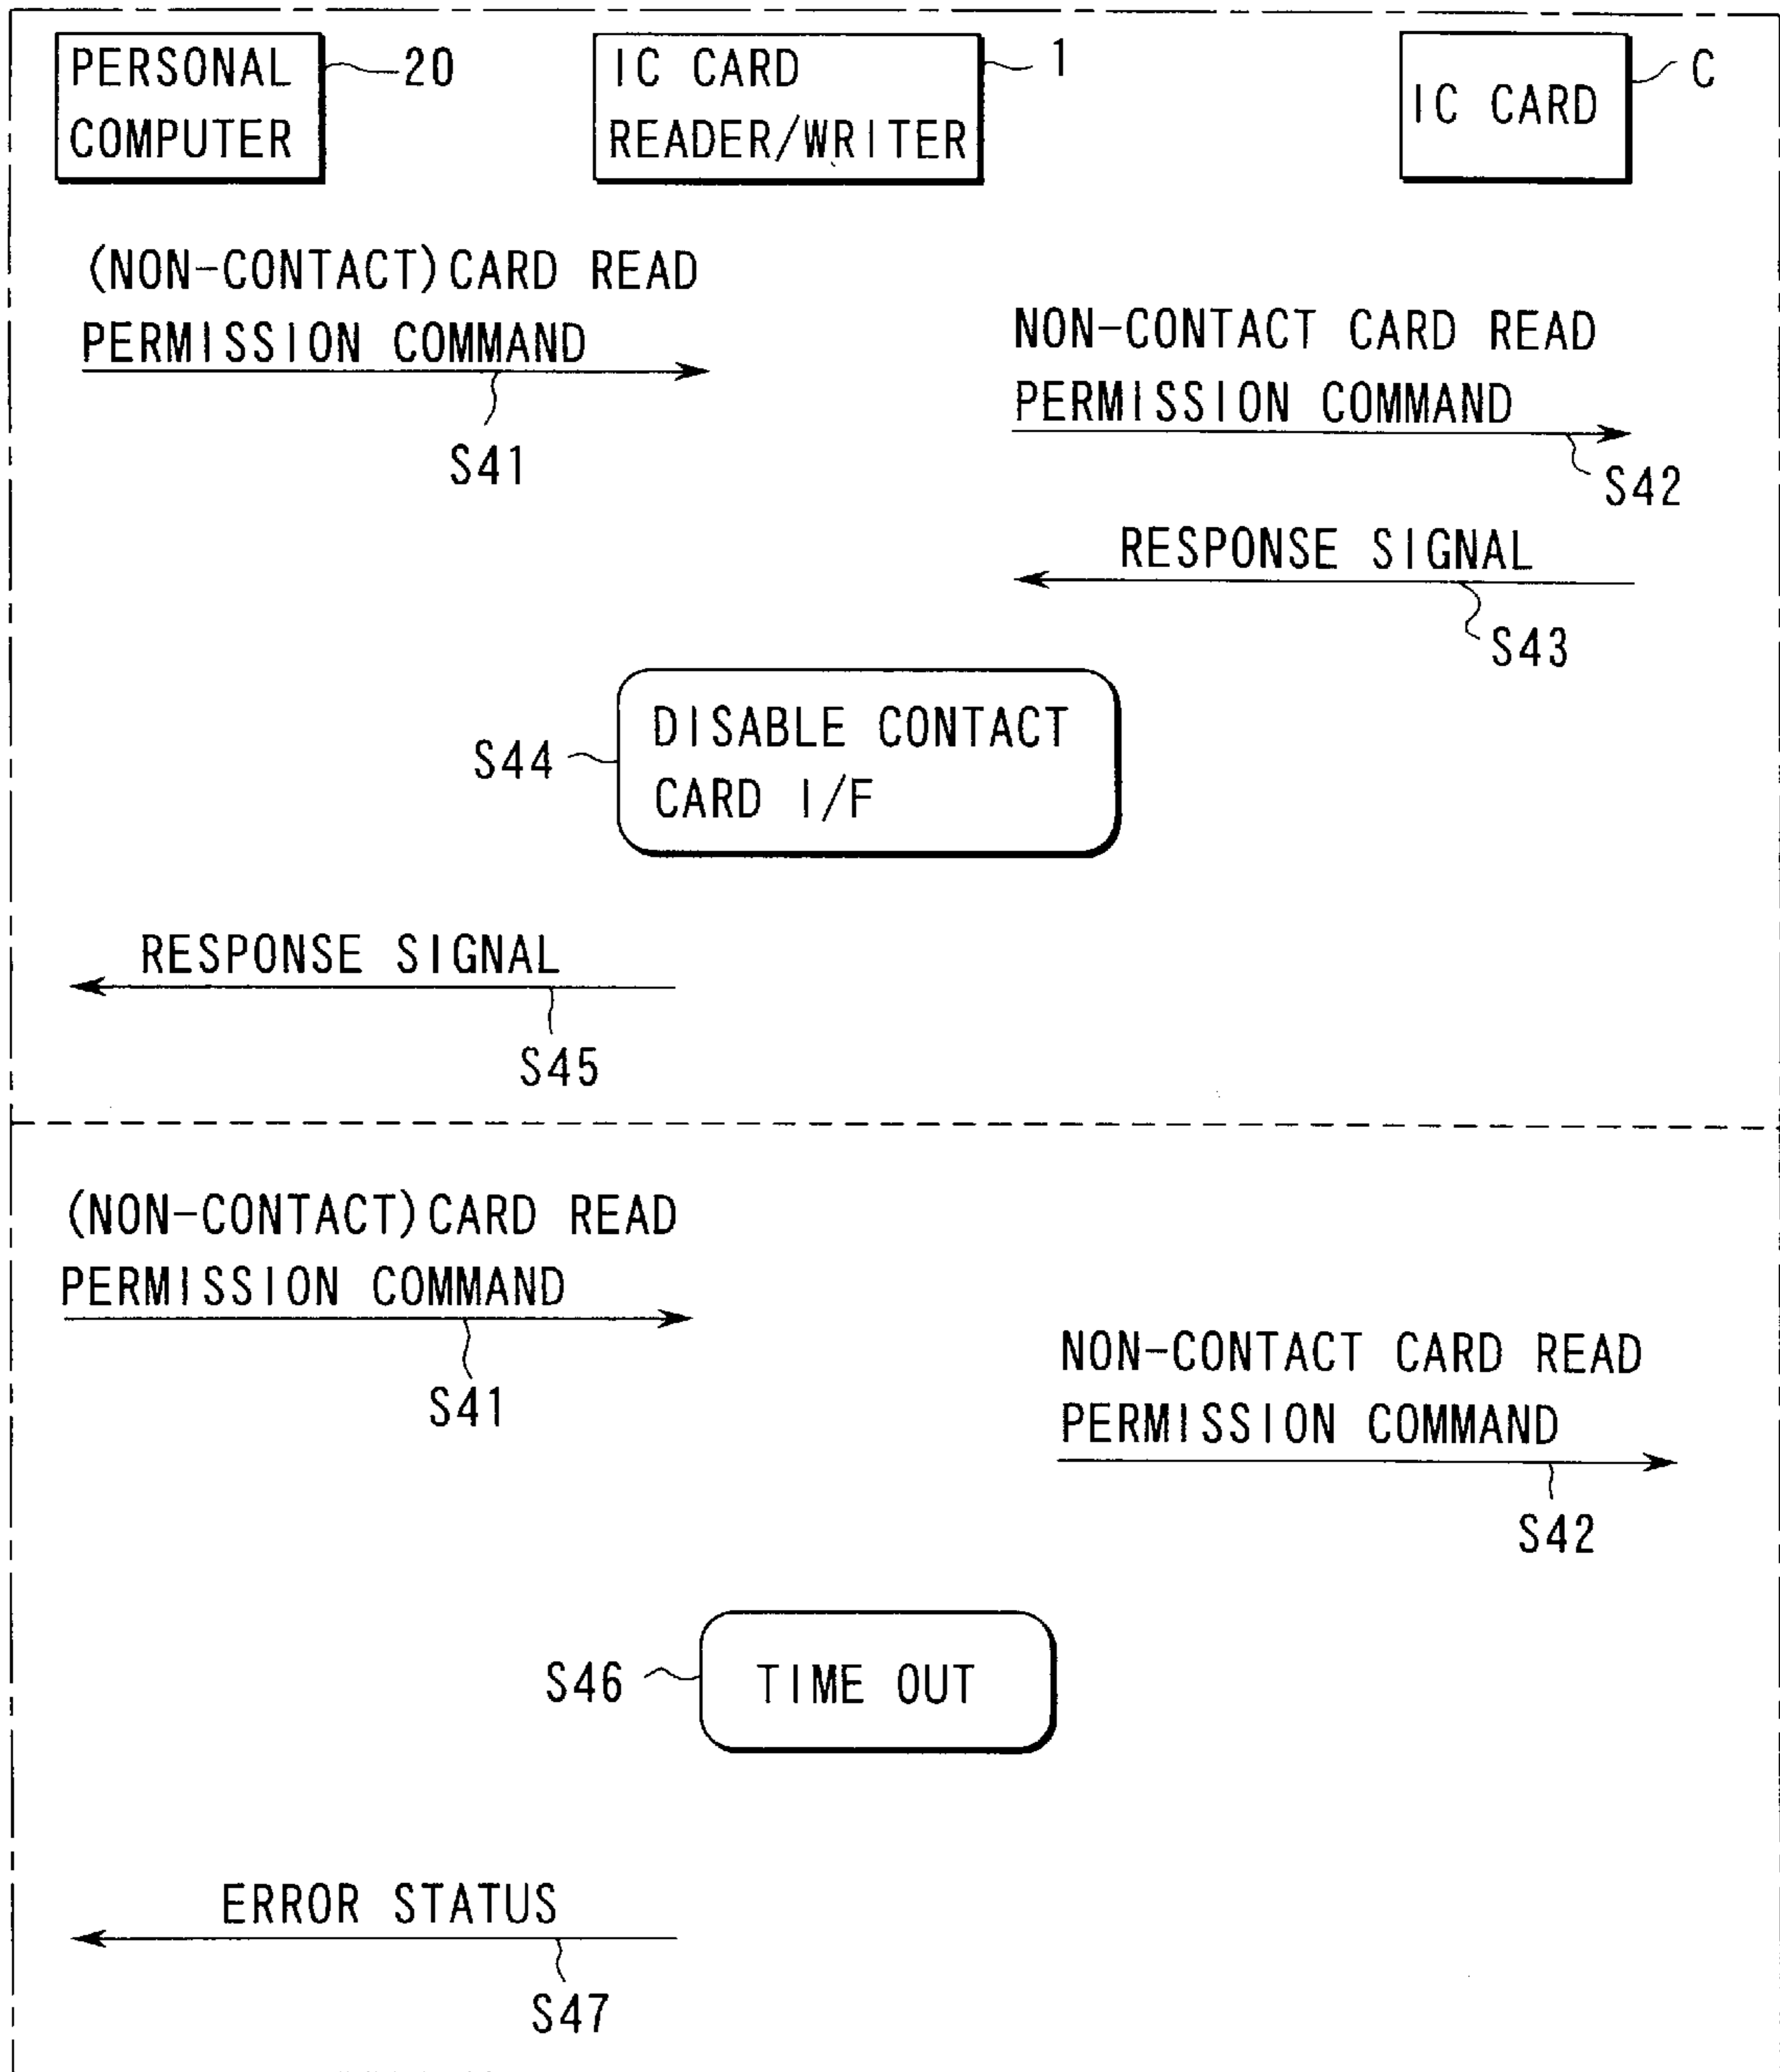 PERSONAL
COMPUTER
20
IC CARD
READER/WRITER
1
IC CARD
C
(NON-CONTACT)CARD READ
PERMISSION COMMAND
S41
NON-CONTACT CARD READ
PERMISSION COMMAND
S42
RESPONSE SIGNAL
S43
S44
DISABLE CONTACT
CARD I/F
RESPONSE SIGNAL
S45
(NON-CONTACT)CARD READ
PERMISSION COMMAND
S41
NON-CONTACT CARD READ
PERMISSION COMMAND
S42
S46
TIME OUT
ERROR STATUS
S47